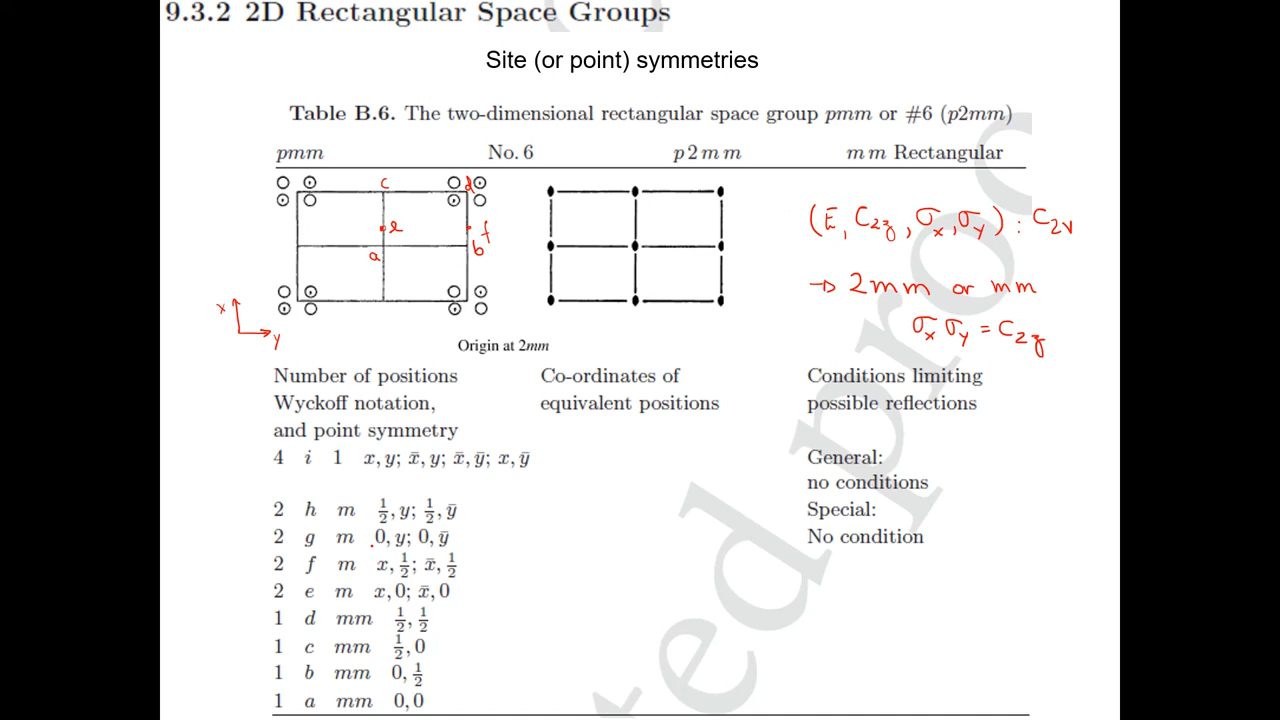 9.3.2 2D Rectangular Space Groups
Site (or point) symmetries
Table B.6. The two-dimensional rectangular space group pmm or #6 (p2mm)
pmm No. 6 p 2 m m m m Rectangular
c d
e f
a b
x
y
(E, C₂z, σx, σy) : C₂v
→ 2mm or mm
σx σy = C₂z
Origin at 2mm
Number of positions Co-ordinates of Conditions limiting
Wyckoff notation, equivalent positions possible reflections
and point symmetry
4 i 1 x, y; x̄, y; x̄, ȳ; x, ȳ General:
no conditions
2 h m ½, y; ½, ȳ Special:
2 g m 0, y; 0, ȳ No condition
2 f m x, ½; x̄, ½
2 e m x, 0; x̄, 0
1 d mm ½, ½
1 c mm ½, 0
1 b mm 0, ½
1 a mm 0, 0
ted proo